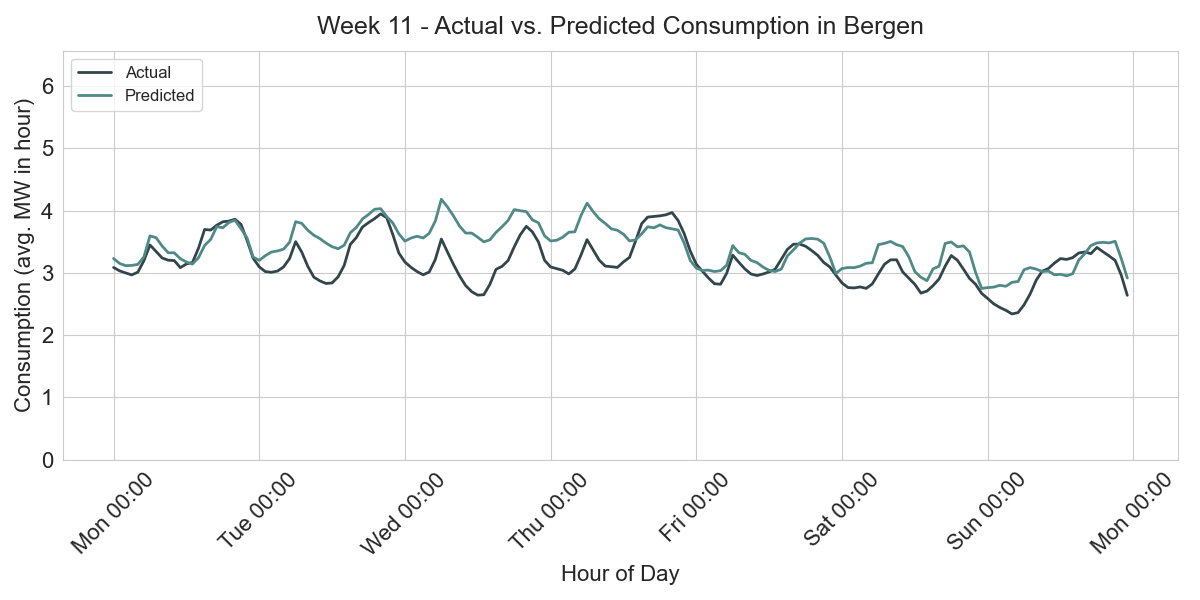 Week 11 - Actual vs. Predicted Consumption in Bergen
Actual
Predicted
Consumption (avg. MW in hour)
6
5
4
3
2
1
0
Mon 00:00
Tue 00:00
Wed 00:00
Thu 00:00
Fri 00:00
Sat 00:00
Sun 00:00
Mon 00:00
Hour of Day